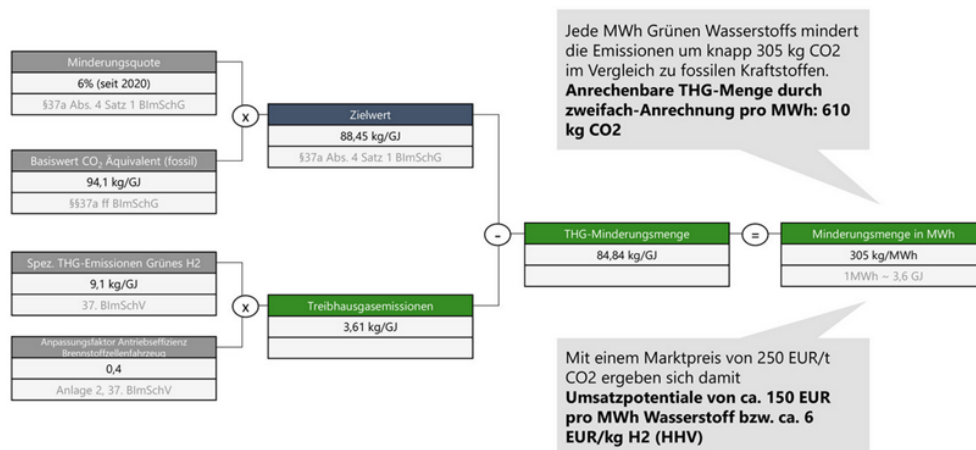 Jede MWh Grünen Wasserstoffs mindert
die Emissionen um knapp 305 kg CO2
im Vergleich zu fossilen Kraftstoffen.
Anrechenbare THG-Menge durch
zweifach-Anrechnung pro MWh: 610
kg CO2
Minderungsquote
6% (seit 2020)
§37a Abs. 4 Satz 1 BImSchG
x
Zielwert
88,45 kg/GJ
§37a Abs. 4 Satz 1 BImSchG
Basiswert CO₂ Äquivalent (fossil)
94,1 kg/GJ
§§37a ff BImSchG
-
THG-Minderungsmenge
84,84 kg/GJ
=
Minderungsmenge in MWh
305 kg/MWh
1MWh ~ 3,6 GJ
Spez. THG-Emissionen Grünes H2
9,1 kg/GJ
37. BImSchV
x
Treibhausgasemissionen
3,61 kg/GJ
Anpassungsfaktor Antriebseffizienz
Brennstoffzellenfahrzeug
0,4
Anlage 2, 37. BImSchV
Mit einem Marktpreis von 250 EUR/t
CO2 ergeben sich damit
Umsatzpotentiale von ca. 150 EUR
pro MWh Wasserstoff bzw. ca. 6
EUR/kg H2 (HHV)